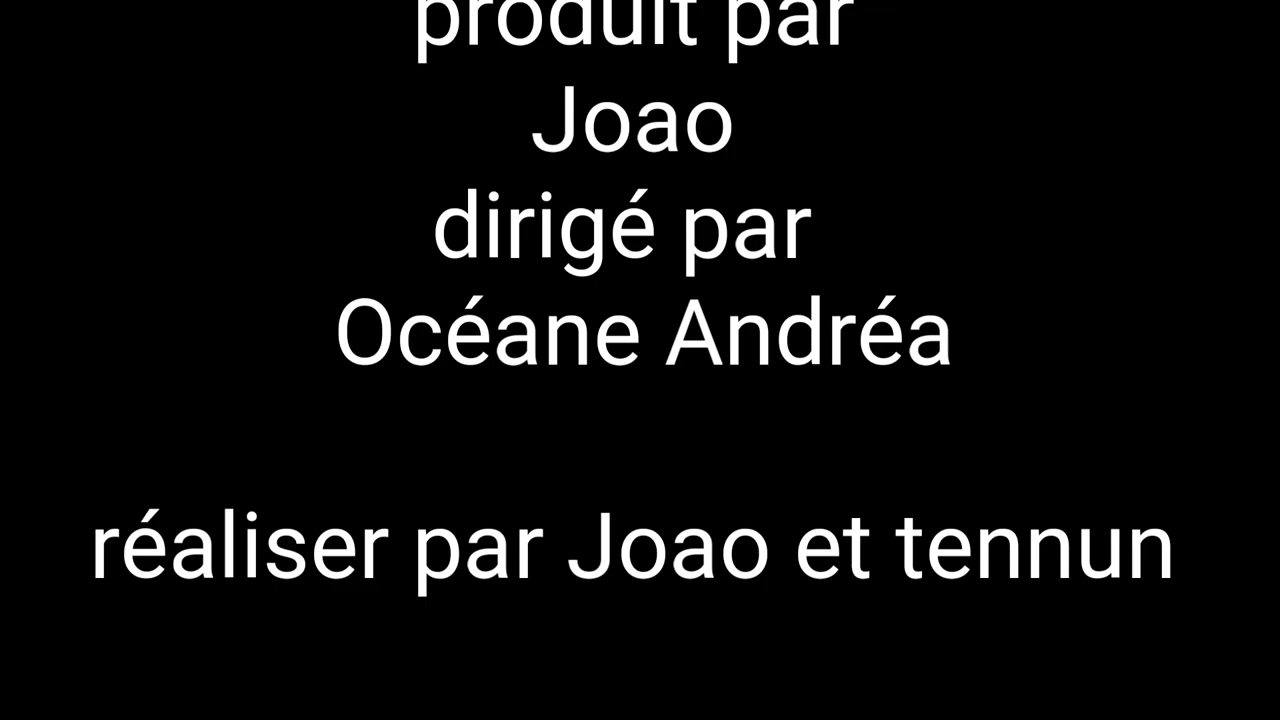 produit par
Joao
dirigé par
Océane Andréa
réaliser par Joao et tennun